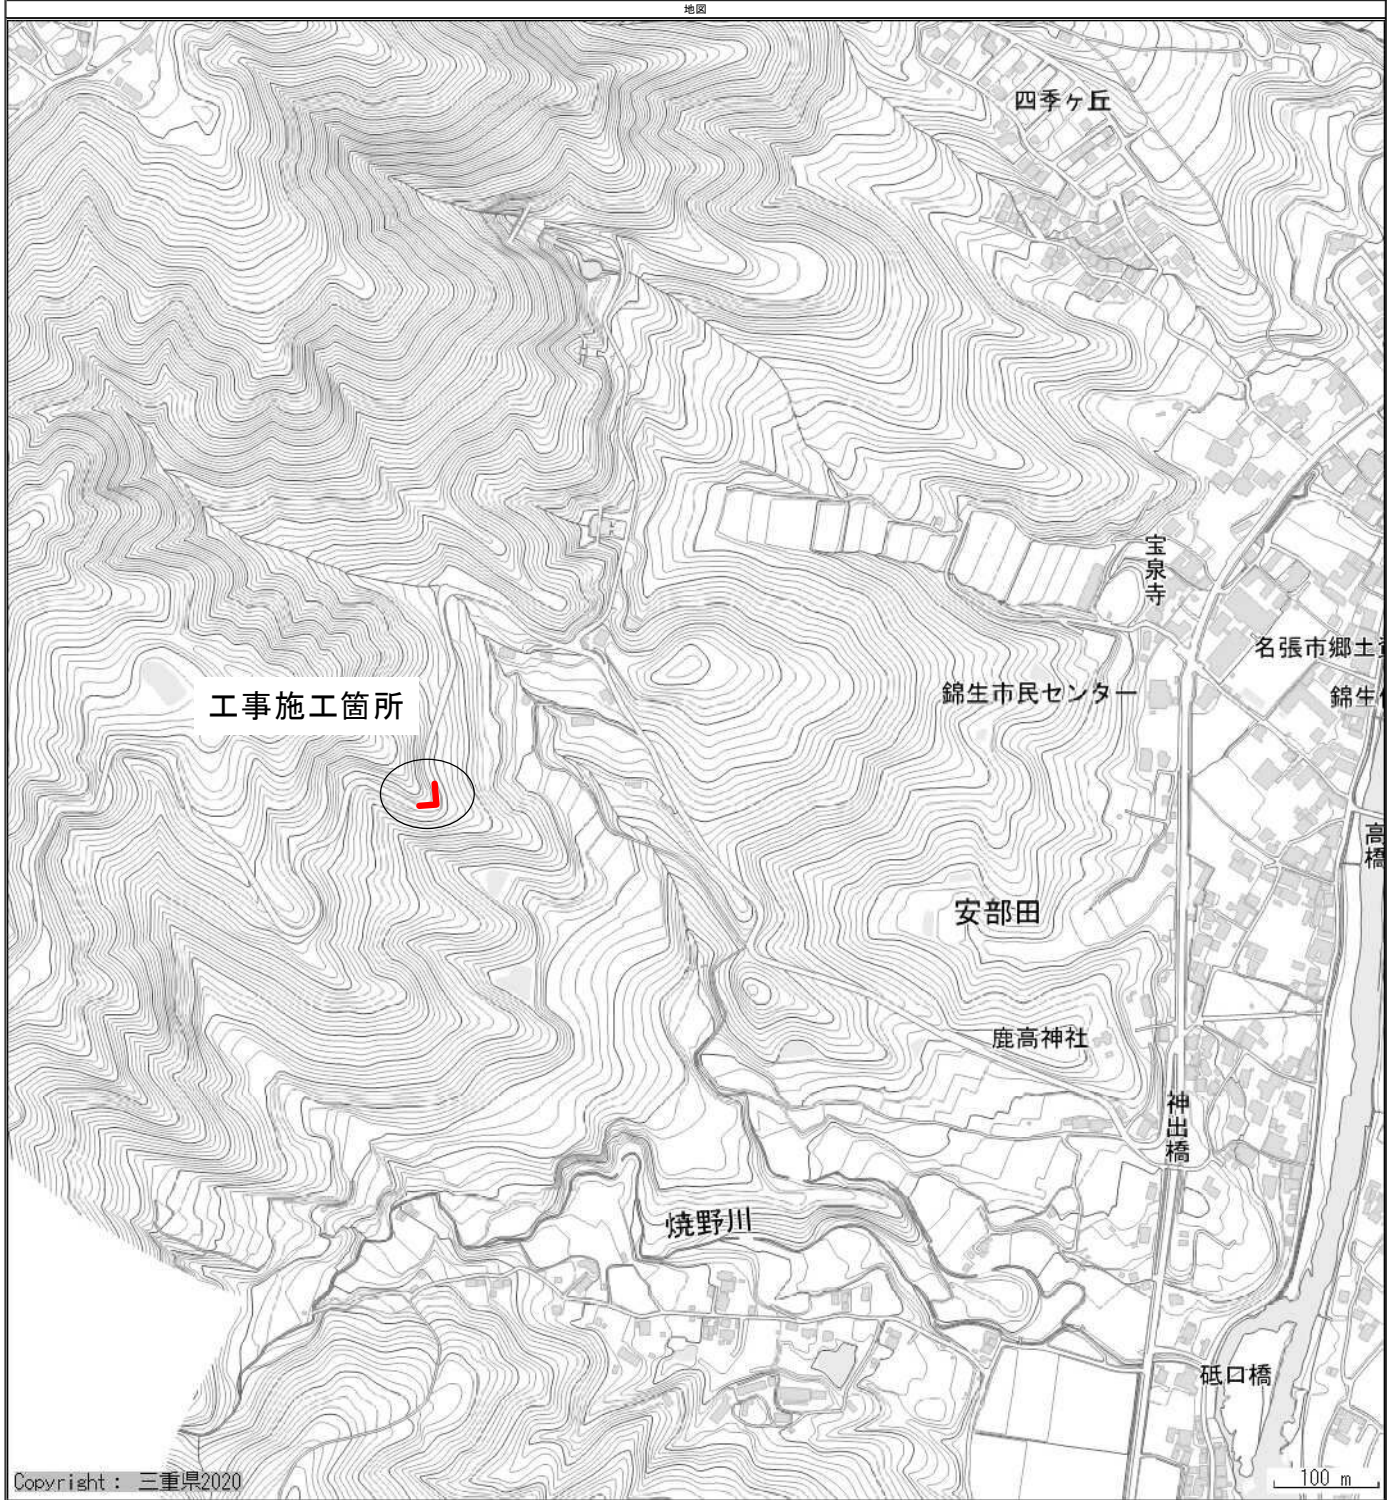 地図
四季ヶ丘
宝泉寺
名張市郷土
錦生市民センター
錦生
工事施工箇所
高橋
安部田
鹿高神社
神出橋
焼野川
砥口橋
Copyright： 三重県2020
100 m